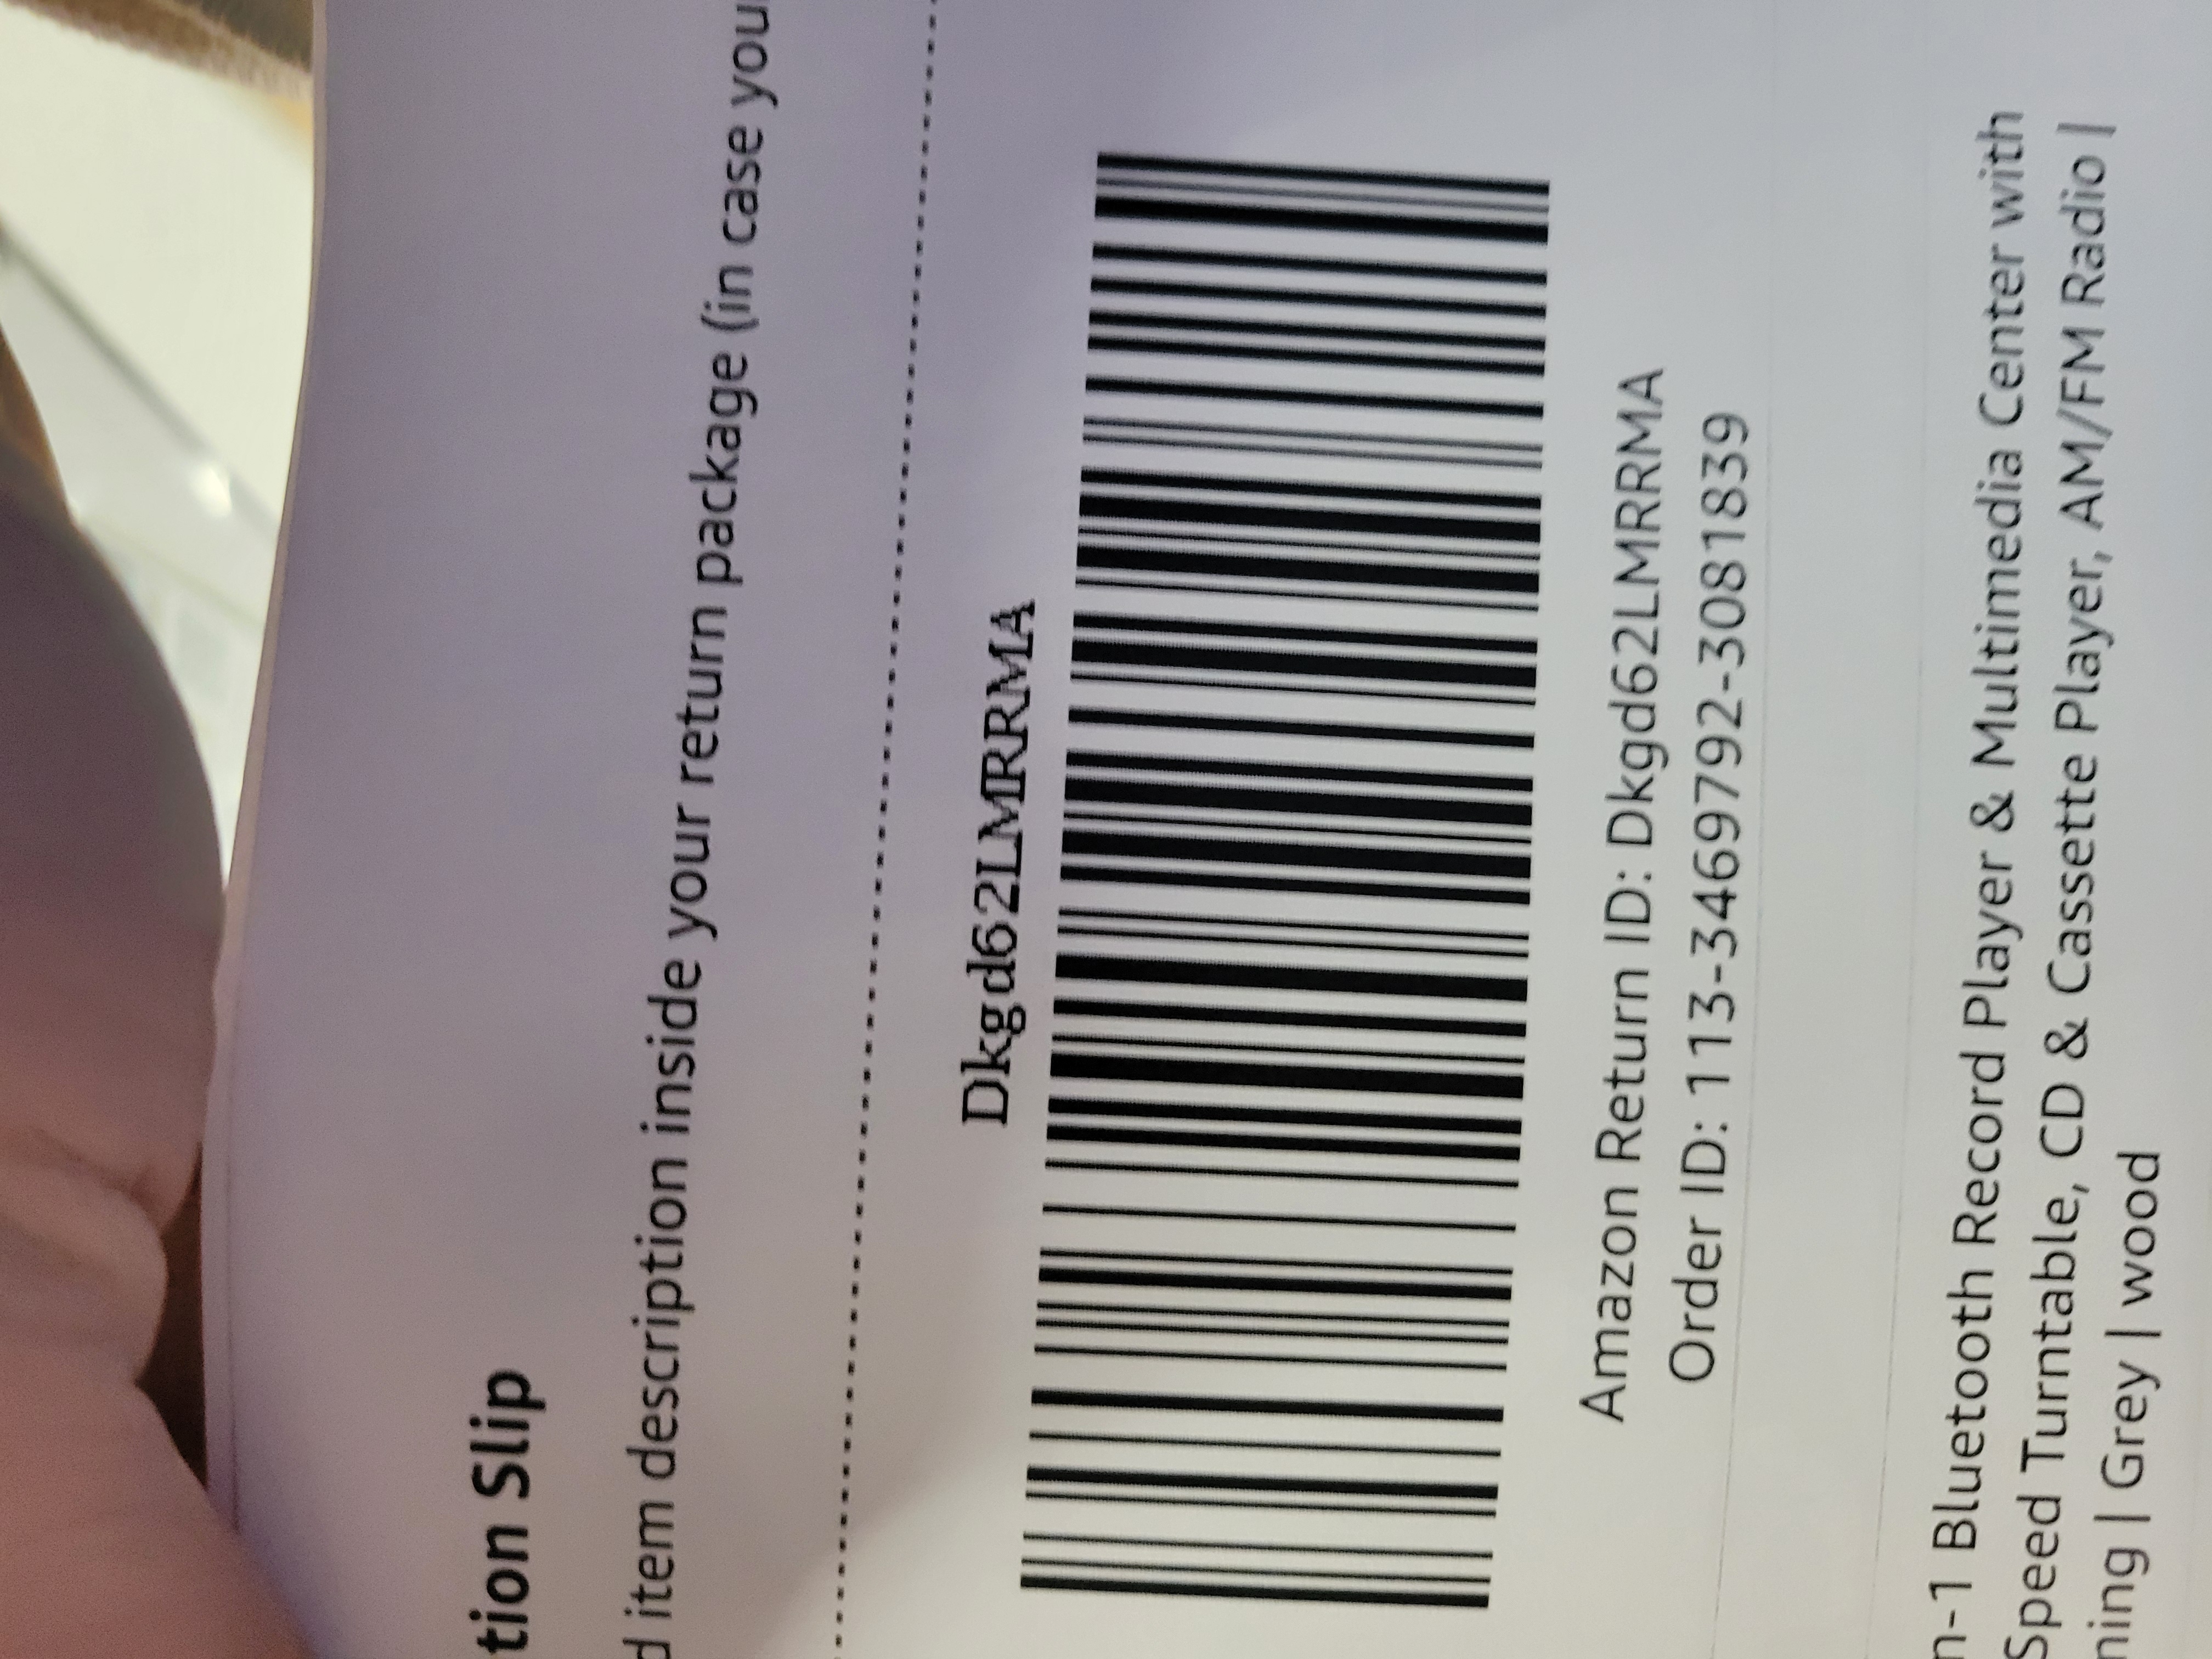 tion Slip
d item description inside your return package (in case you
Dkgd62LMRRMA
Amazon Return ID: Dkgd62LMRRMA
Order ID: 113-3469792-3081839
n-1 Bluetooth Record Player & Multimedia Center with
Speed Turntable, CD & Cassette Player, AM/FM Radio |
ning | Grey | wood